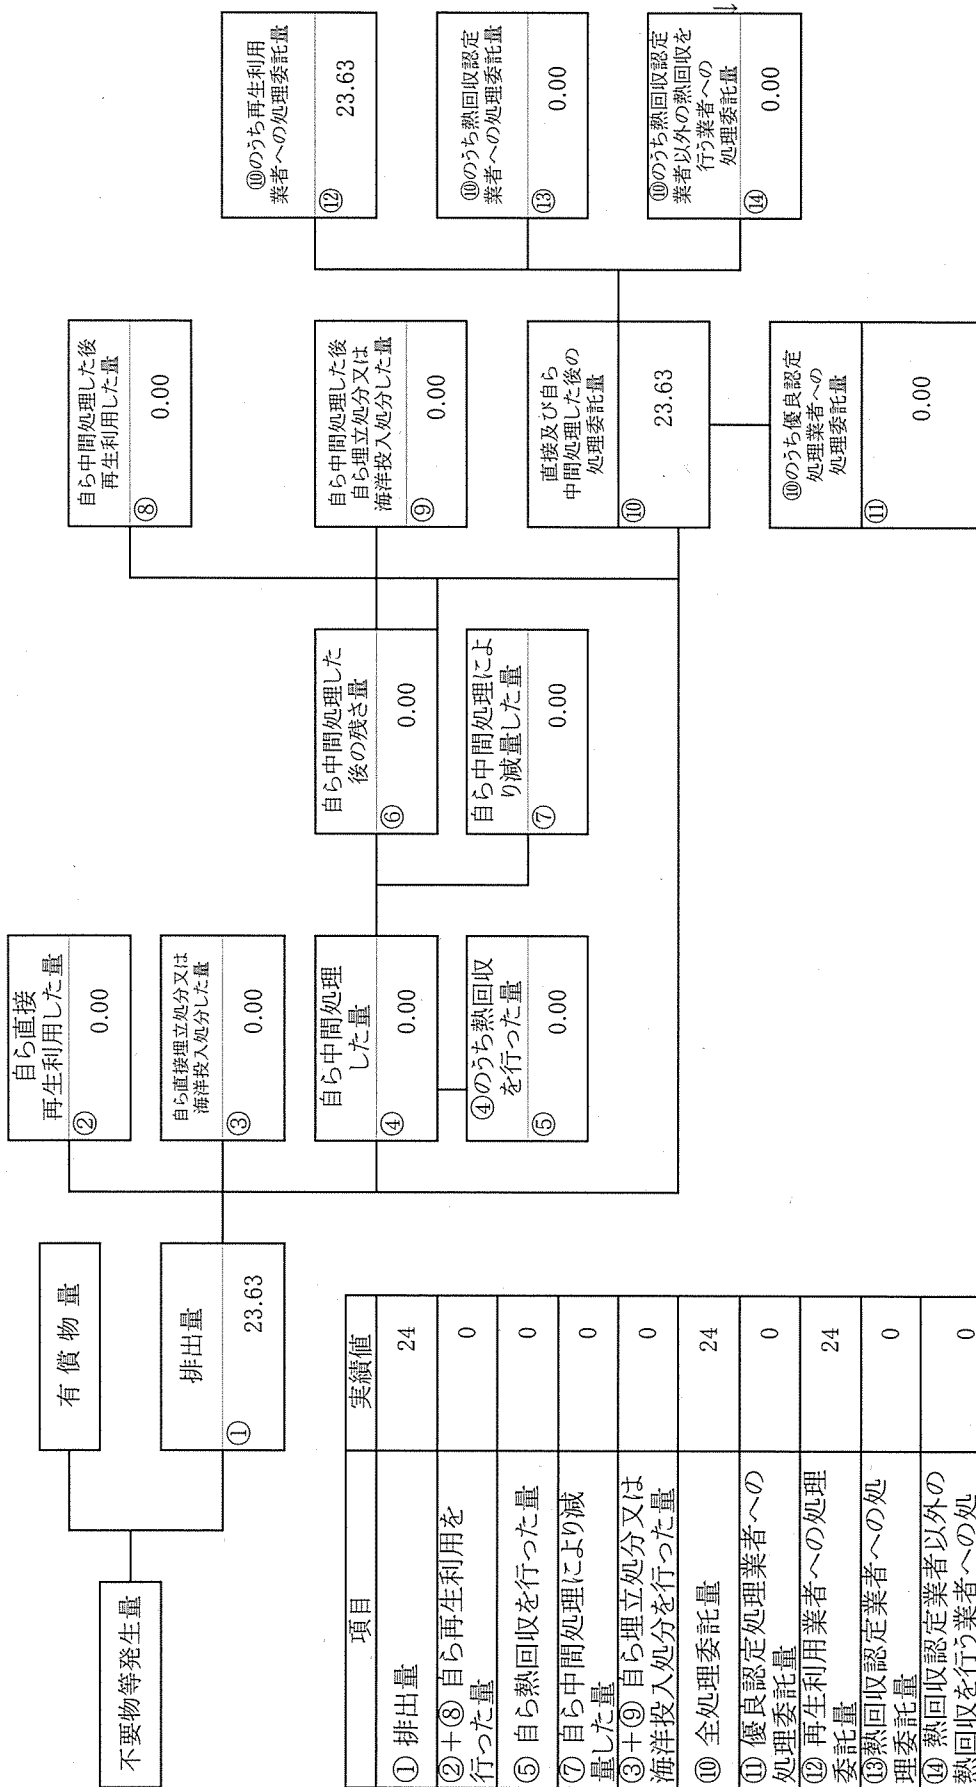 不要物等発生量
有償物量
排出量
①
23.63
自ら直接
再生利用した量
②
0.00
自ら直接埋立処分又は
海洋投入処分した量
③
0.00
自ら中間処理
した量
④
0.00
④のうち熱回収
を行った量
⑤
0.00
自ら中間処理した
後の残さ量
⑥
0.00
自ら中間処理によ
り減量した量
⑦
0.00
自ら中間処理した後
再生利用した量
⑧
0.00
自ら中間処理した後
自ら埋立処分又は
海洋投入処分した量
⑨
0.00
直接及び自ら
中間処理した後の
処理委託量
⑩
23.63
⑩のうち優良認定
処理業者への
処理委託量
⑪
0.00
⑩のうち再生利用
業者への処理委託量
⑫
23.63
⑩のうち熱回収認定
業者への処理委託量
⑬
0.00
⑩のうち熱回収認定
業者以外の熱回収を
行う業者への
処理委託量
⑭
0.00
項目 実績値
①排出量 24
②+⑧自ら再生利用を
行った量 0
⑤自ら熱回収を行った量 0
⑦自ら中間処理により減
量した量 0
③+⑨自ら埋立処分又は
海洋投入処分を行った量 0
⑩全処理委託量 24
⑪優良認定処理業者への
処理委託量 0
⑫再生利用業者への処理
委託量 24
⑬熱回収認定業者への処
理委託量 0
⑭熱回収認定業者以外の
熱回収を行う業者への処 0